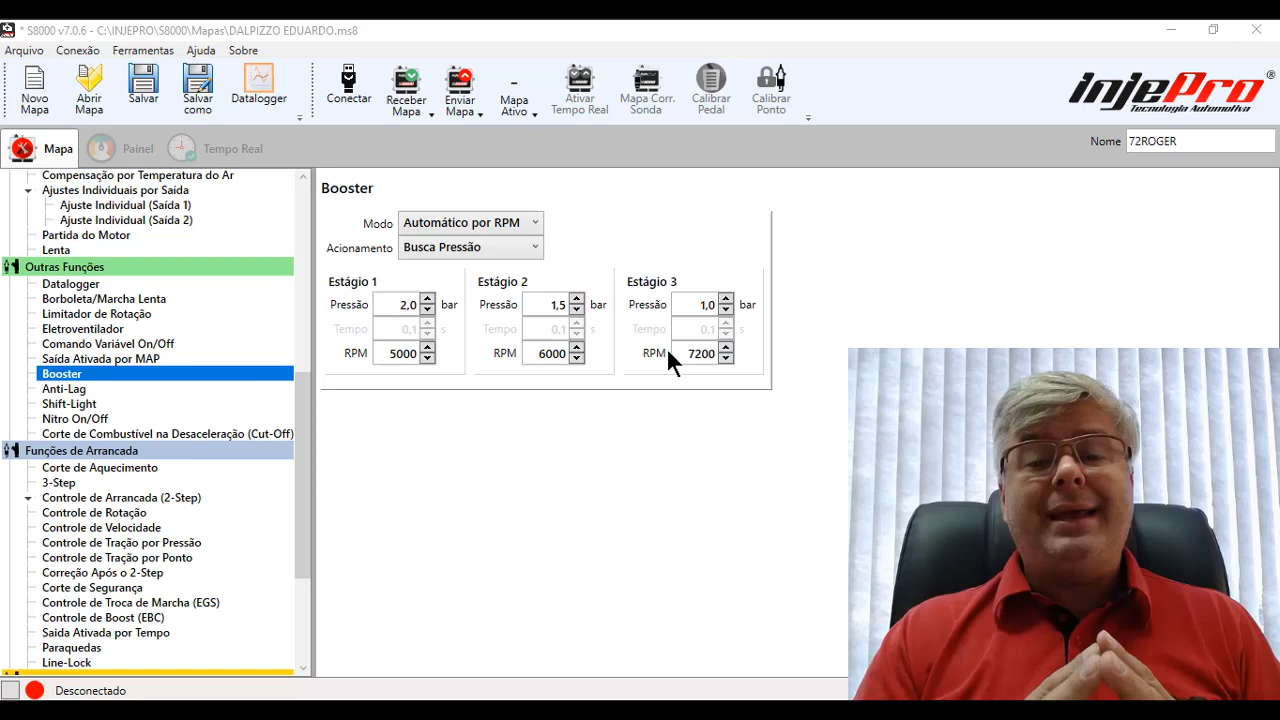 * S8000 v7.0.6 - C:\INJEPRO\S8000\Mapas\DALPIZZO EDUARDO.ms8
Arquivo Conexão Ferramentas Ajuda Sobre
Novo Mapa
Abrir Mapa
Salvar
Salvar como
Datalogger
Conectar
Receber Mapa
Enviar Mapa
Mapa Ativo
Ativar Tempo Real
Mapa Corr. Sonda
Calibrar Pedal
Calibrar Ponto
injePro®
Tecnologia Automotiva
Mapa Painel Tempo Real
Nome 72ROGER
Compensação por Temperatura do Ar
Ajustes Individuais por Saída
Ajuste Individual (Saída 1)
Ajuste Individual (Saída 2)
Partida do Motor
Lenta
Outras Funções
Datalogger
Borboleta/Marcha Lenta
Limitador de Rotação
Eletroventilador
Comando Variável On/Off
Saída Ativada por MAP
Booster
Anti-Lag
Shift-Light
Nitro On/Off
Corte de Combustível na Desaceleração (Cut-Off)
Funções de Arrancada
Corte de Aquecimento
3-Step
Controle de Arrancada (2-Step)
Controle de Rotação
Controle de Velocidade
Controle de Tração por Pressão
Controle de Tração por Ponto
Correção Após o 2-Step
Corte de Segurança
Controle de Troca de Marcha (EGS)
Controle de Boost (EBC)
Saida Ativada por Tempo
Paraquedas
Line-Lock
Booster
Modo Automático por RPM
Acionamento Busca Pressão
Estágio 1 Estágio 2 Estágio 3
Pressão 2,0 bar Pressão 1,5 bar Pressão 1,0 bar
Tempo 0,1 s Tempo 0,1 s Tempo 0,1 s
RPM 5000 RPM 6000 RPM 7200
Desconectado